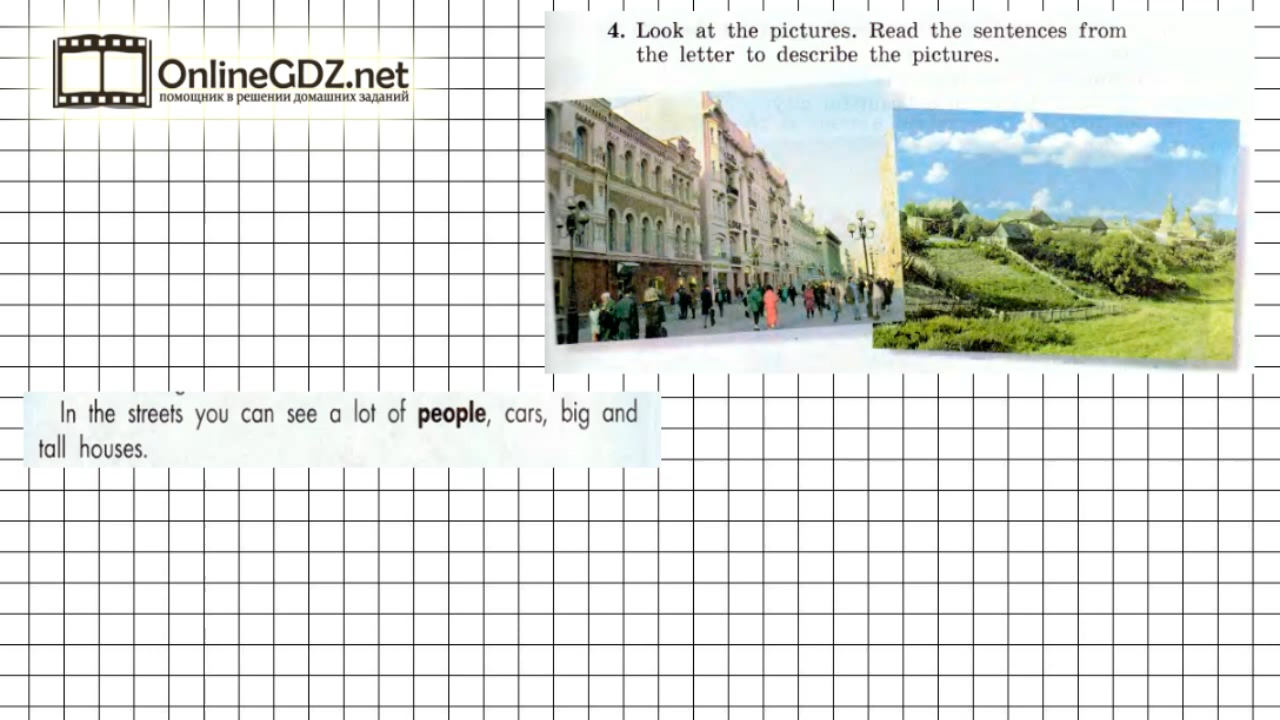 OnlineGDZ.net
помощник в решении домашних заданий
4. Look at the pictures. Read the sentences from
the letter to describe the pictures.
In the streets you can see a lot of people, cars, big and
tall houses.